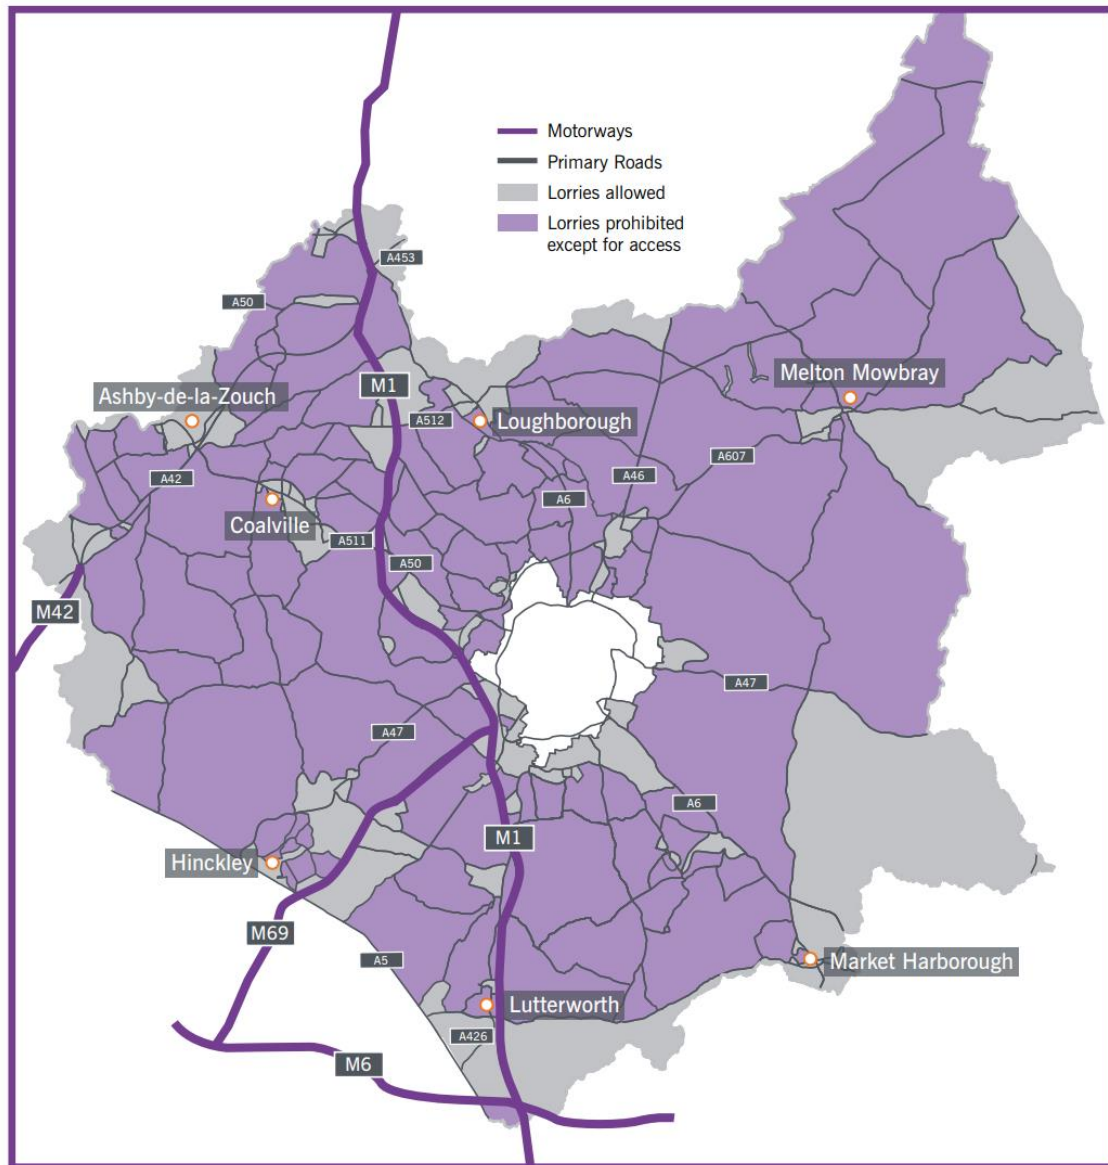 Motorways
Primary Roads
Lorries allowed
Lorries prohibited
except for access
A453
A50
Melton Mowbray
M1
Ashby-de-la-Zouch
A512
Loughborough
A607
A42
A46
A6
Coalville
A511
A50
M42
A47
A47
A6
M1
Hinckley
M69
A5
Market Harborough
Lutterworth
A426
M6